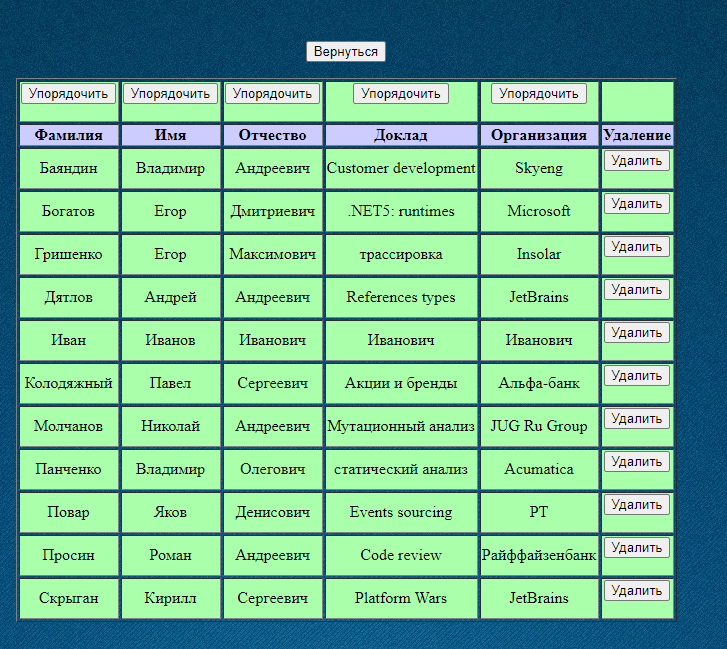 Вернуться
Упорядочить Упорядочить Упорядочить Упорядочить Упорядочить
Фамилия Имя Отчество Доклад Организация Удаление
Баяндин Владимир Андреевич Customer development Skyeng Удалить
Богатов Егор Дмитриевич .NET5: runtimes Microsoft Удалить
Гришенко Егор Максимович трассировка Insolar Удалить
Дятлов Андрей Андреевич References types JetBrains Удалить
Иван Иванов Иванович Иванович Иванович Удалить
Колодяжный Павел Сергеевич Акции и бренды Альфа-банк Удалить
Молчанов Николай Андреевич Мутационный анализ JUG Ru Group Удалить
Панченко Владимир Олегович статический анализ Acumatica Удалить
Повар Яков Денисович Events sourcing PT Удалить
Просин Роман Андреевич Code review Райффайзенбанк Удалить
Скрыган Кирилл Сергеевич Platform Wars JetBrains Удалить